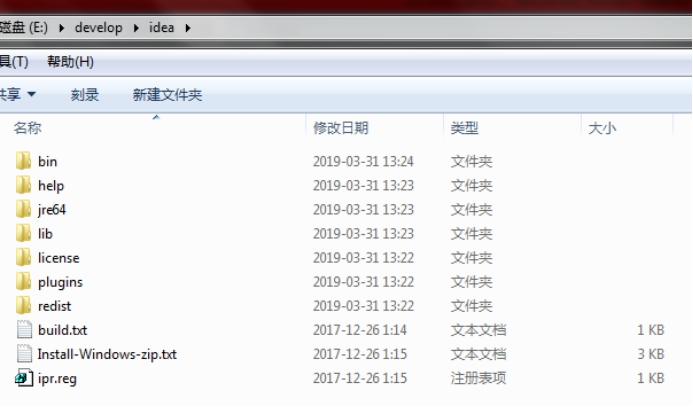 磁盘 (E:) ▸ develop ▸ idea ▸
具(T) 帮助(H)
共享 刻录 新建文件夹
名称 修改日期 类型 大小
bin 2019-03-31 13:24 文件夹
help 2019-03-31 13:23 文件夹
jre64 2019-03-31 13:23 文件夹
lib 2019-03-31 13:23 文件夹
license 2019-03-31 13:22 文件夹
plugins 2019-03-31 13:22 文件夹
redist 2019-03-31 13:22 文件夹
build.txt 2017-12-26 1:14 文本文档 1 KB
Install-Windows-zip.txt 2017-12-26 1:15 文本文档 3 KB
ipr.reg 2017-12-26 1:15 注册表项 1 KB